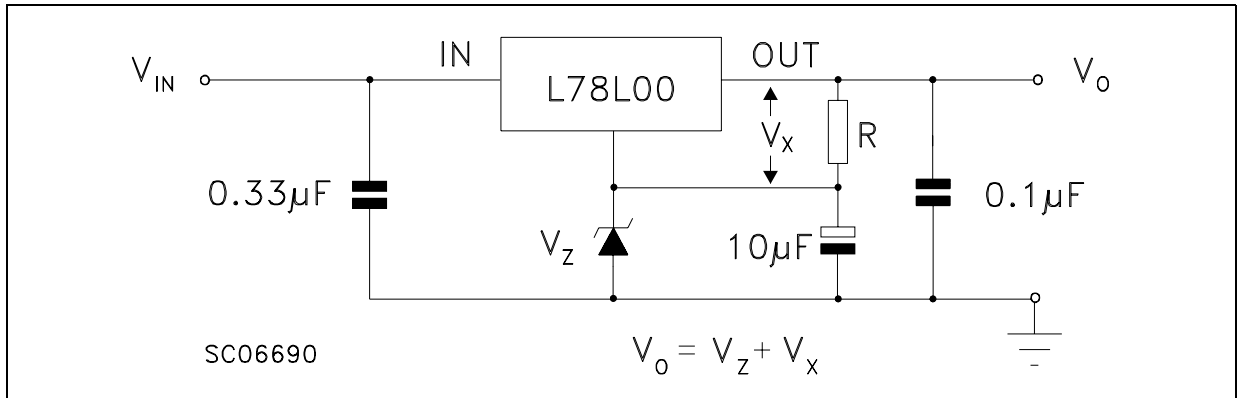 IN
OUT
V_IN
L78L00
V_O
V_X
R
0.33µF
0.1µF
V_Z
10µF
SC06690
V_O = V_Z + V_X